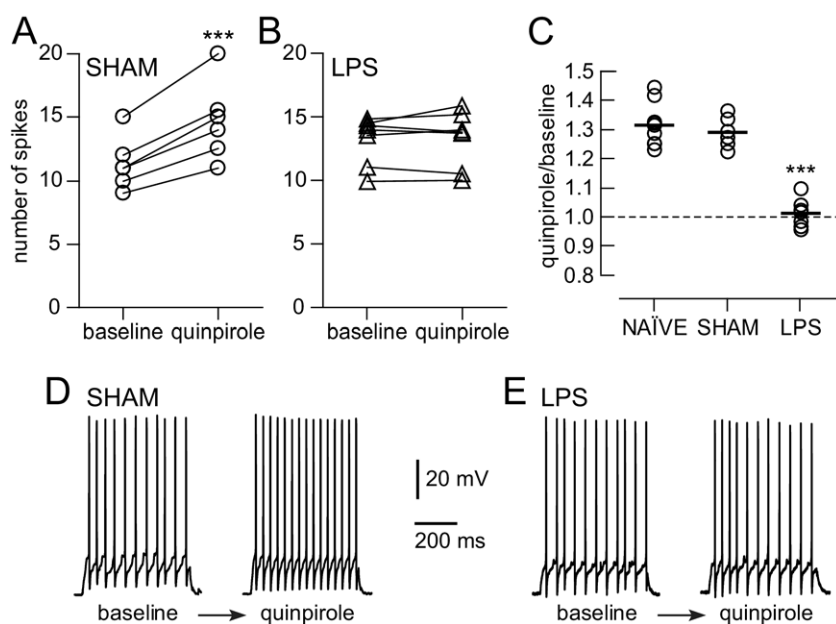 A
SHAM
***
number of spikes
20
15
10
5
0
baseline
quinpirole
B
LPS
20
15
10
5
0
baseline
quinpirole
C
quinpirole/baseline
1.5
1.4
1.3
1.2
1.1
1.0
0.9
0.8
***
NAÏVE
SHAM
LPS
D
SHAM
baseline
quinpirole
20 mV
200 ms
E
LPS
baseline
quinpirole